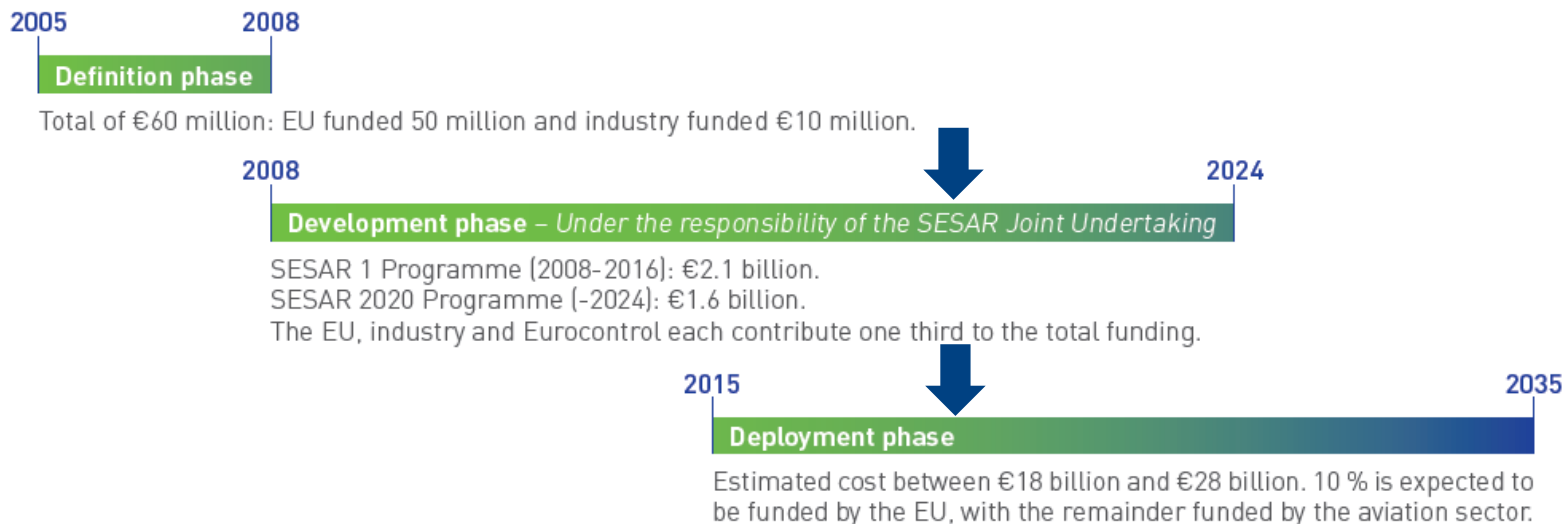 2005 2008
Definition phase
Total of €60 million: EU funded 50 million and industry funded €10 million.
2008 2024
Development phase – Under the responsibility of the SESAR Joint Undertaking
SESAR 1 Programme (2008-2016): €2.1 billion.
SESAR 2020 Programme (-2024): €1.6 billion.
The EU, industry and Eurocontrol each contribute one third to the total funding.
2015 2035
Deployment phase
Estimated cost between €18 billion and €28 billion. 10 % is expected to
be funded by the EU, with the remainder funded by the aviation sector.